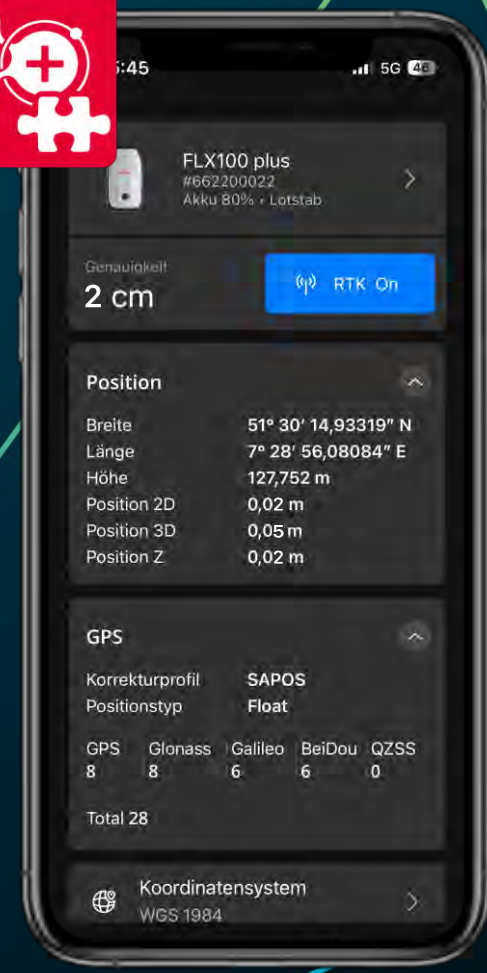 5:45 5G 46
FLX100 plus
#662200022
Akku 80% • Lotstab
Genauigkeit
2 cm
RTK On
Position
Breite 51° 30′ 14,93319″ N
Länge 7° 28′ 56,08084″ E
Höhe 127,752 m
Position 2D 0,02 m
Position 3D 0,05 m
Position Z 0,02 m
GPS
Korrekturprofil SAPOS
Positionstyp Float
GPS Glonass Galileo BeiDou QZSS
8 8 6 6 0
Total 28
Koordinatensystem
WGS 1984